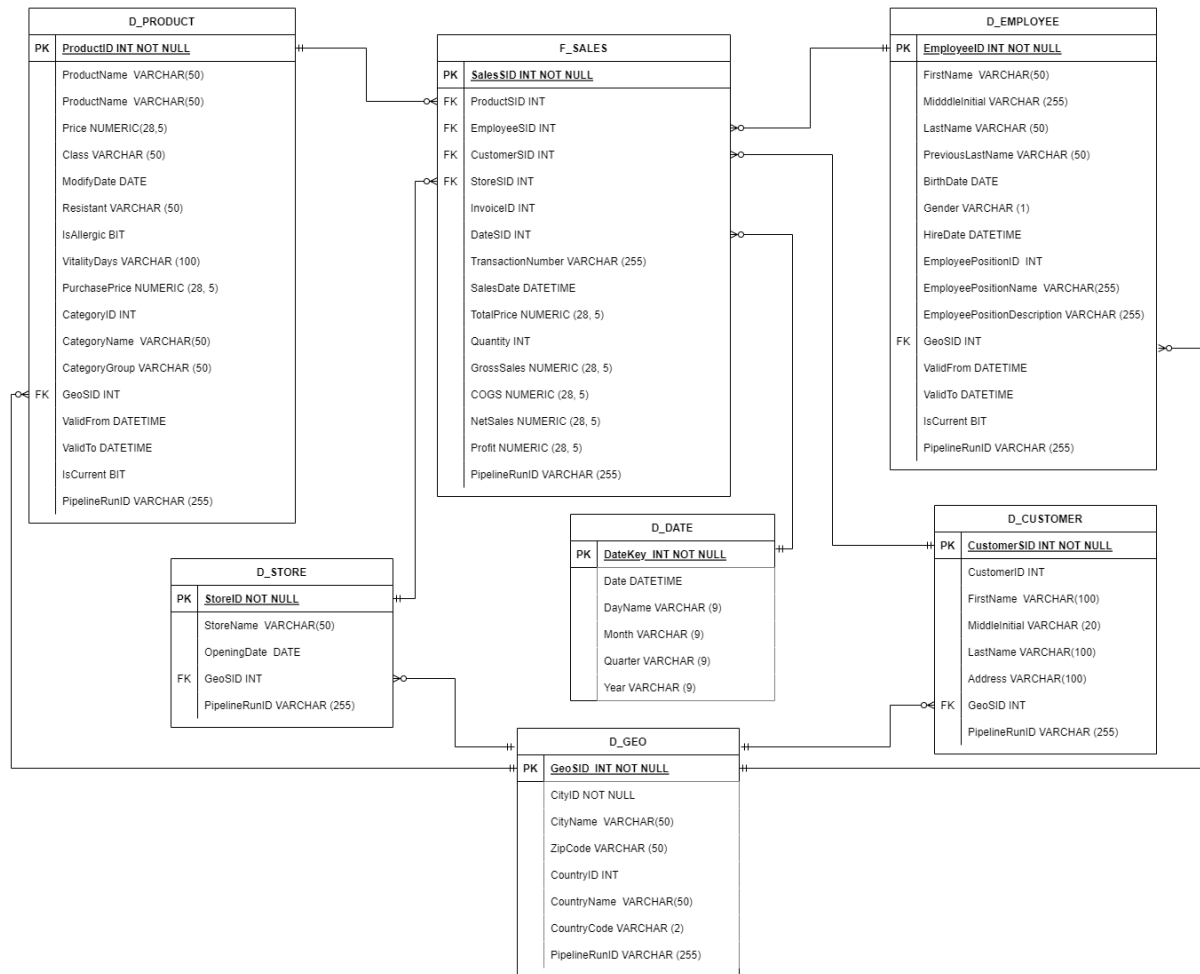 D_PRODUCT
PK ProductID INT NOT NULL
ProductName VARCHAR(50)
ProductName VARCHAR(50)
Price NUMERIC(28,5)
Class VARCHAR (50)
ModifyDate DATE
Resistant VARCHAR (50)
IsAllergic BIT
VitalityDays VARCHAR (100)
PurchasePrice NUMERIC (28, 5)
CategoryID INT
CategoryName VARCHAR(50)
CategoryGroup VARCHAR (50)
FK GeoSID INT
ValidFrom DATETIME
ValidTo DATETIME
IsCurrent BIT
PipelineRunID VARCHAR (255)
F_SALES
PK SalesSID INT NOT NULL
FK ProductSID INT
FK EmployeeSID INT
FK CustomerSID INT
FK StoreSID INT
InvoiceID INT
DateSID INT
TransactionNumber VARCHAR (255)
SalesDate DATETIME
TotalPrice NUMERIC (28, 5)
Quantity INT
GrossSales NUMERIC (28, 5)
COGS NUMERIC (28, 5)
NetSales NUMERIC (28, 5)
Profit NUMERIC (28, 5)
PipelineRunID VARCHAR (255)
D_EMPLOYEE
PK EmployeeID INT NOT NULL
FirstName VARCHAR(50)
MidddleInitial VARCHAR (255)
LastName VARCHAR (50)
PreviousLastName VARCHAR (50)
BirthDate DATE
Gender VARCHAR (1)
HireDate DATETIME
EmployeePositionID INT
EmployeePositionName VARCHAR(255)
EmployeePositionDescription VARCHAR (255)
FK GeoSID INT
ValidFrom DATETIME
ValidTo DATETIME
IsCurrent BIT
PipelineRunID VARCHAR (255)
D_STORE
PK StoreID NOT NULL
StoreName VARCHAR(50)
OpeningDate DATE
FK GeoSID INT
PipelineRunID VARCHAR (255)
D_DATE
PK DateKey INT NOT NULL
Date DATETIME
DayName VARCHAR (9)
Month VARCHAR (9)
Quarter VARCHAR (9)
Year VARCHAR (9)
D_CUSTOMER
PK CustomerSID INT NOT NULL
CustomerID INT
FirstName VARCHAR(100)
MiddleInitial VARCHAR (20)
LastName VARCHAR(100)
Address VARCHAR(100)
FK GeoSID INT
PipelineRunID VARCHAR (255)
D_GEO
PK GeoSID INT NOT NULL
CityID NOT NULL
CityName VARCHAR(50)
ZipCode VARCHAR (50)
CountryID INT
CountryName VARCHAR(50)
CountryCode VARCHAR (2)
PipelineRunID VARCHAR (255)